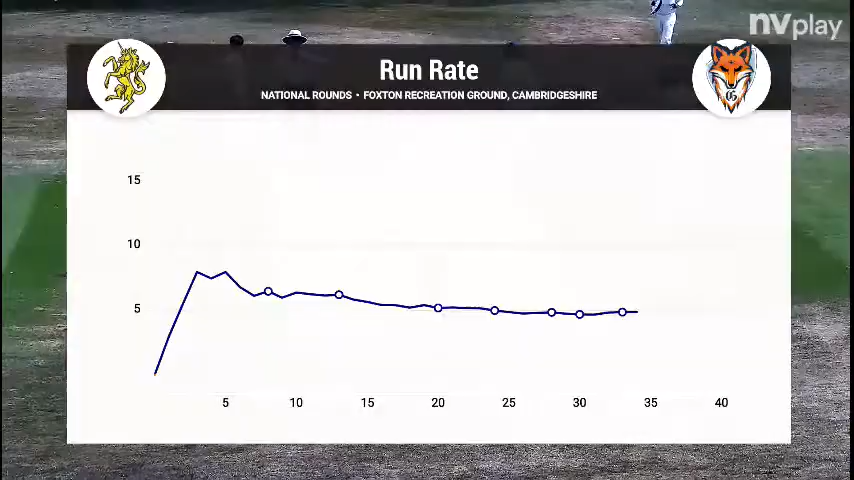 nvplay
Run Rate
NATIONAL ROUNDS • FOXTON RECREATION GROUND, CAMBRIDGESHIRE
G
15
10
5
5 10 15 20 25 30 35 40